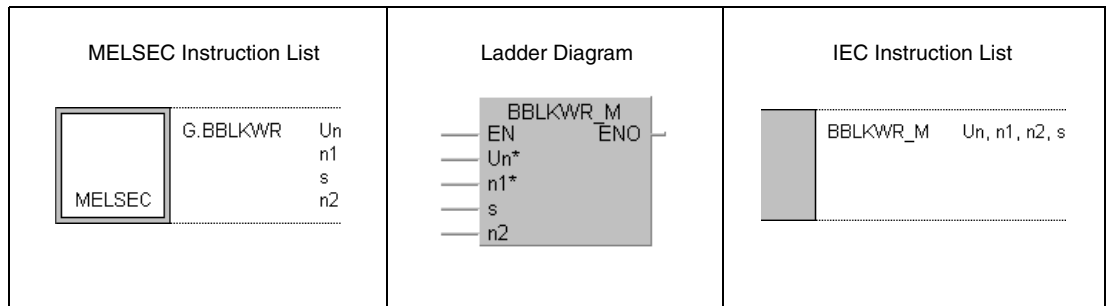 MELSEC Instruction List
MELSEC
G.BBLKWR Un
n1
s
n2
Ladder Diagram
BBLKWR_M
EN ENO
Un*
n1*
s
n2
IEC Instruction List
BBLKWR_M Un, n1, n2, s